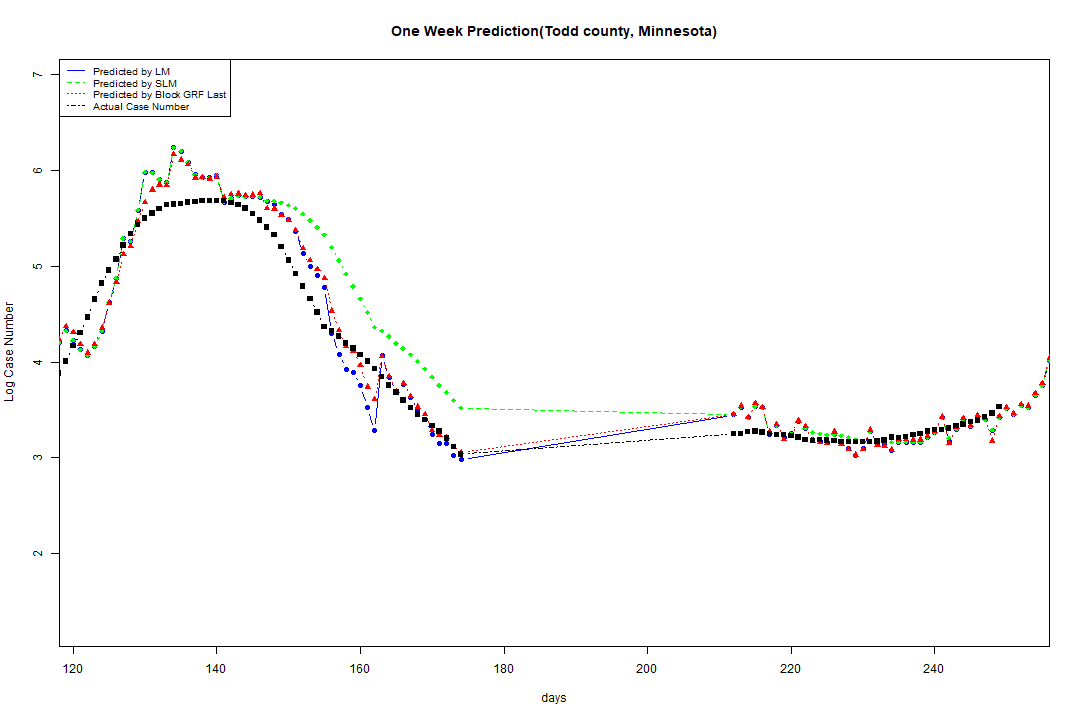 One Week Prediction(Todd county, Minnesota)
Predicted by LM
Predicted by SLM
Predicted by Block GRF Last
Actual Case Number
7
6
5
4
3
2
Log Case Number
120 140 160 180 200 220 240
days